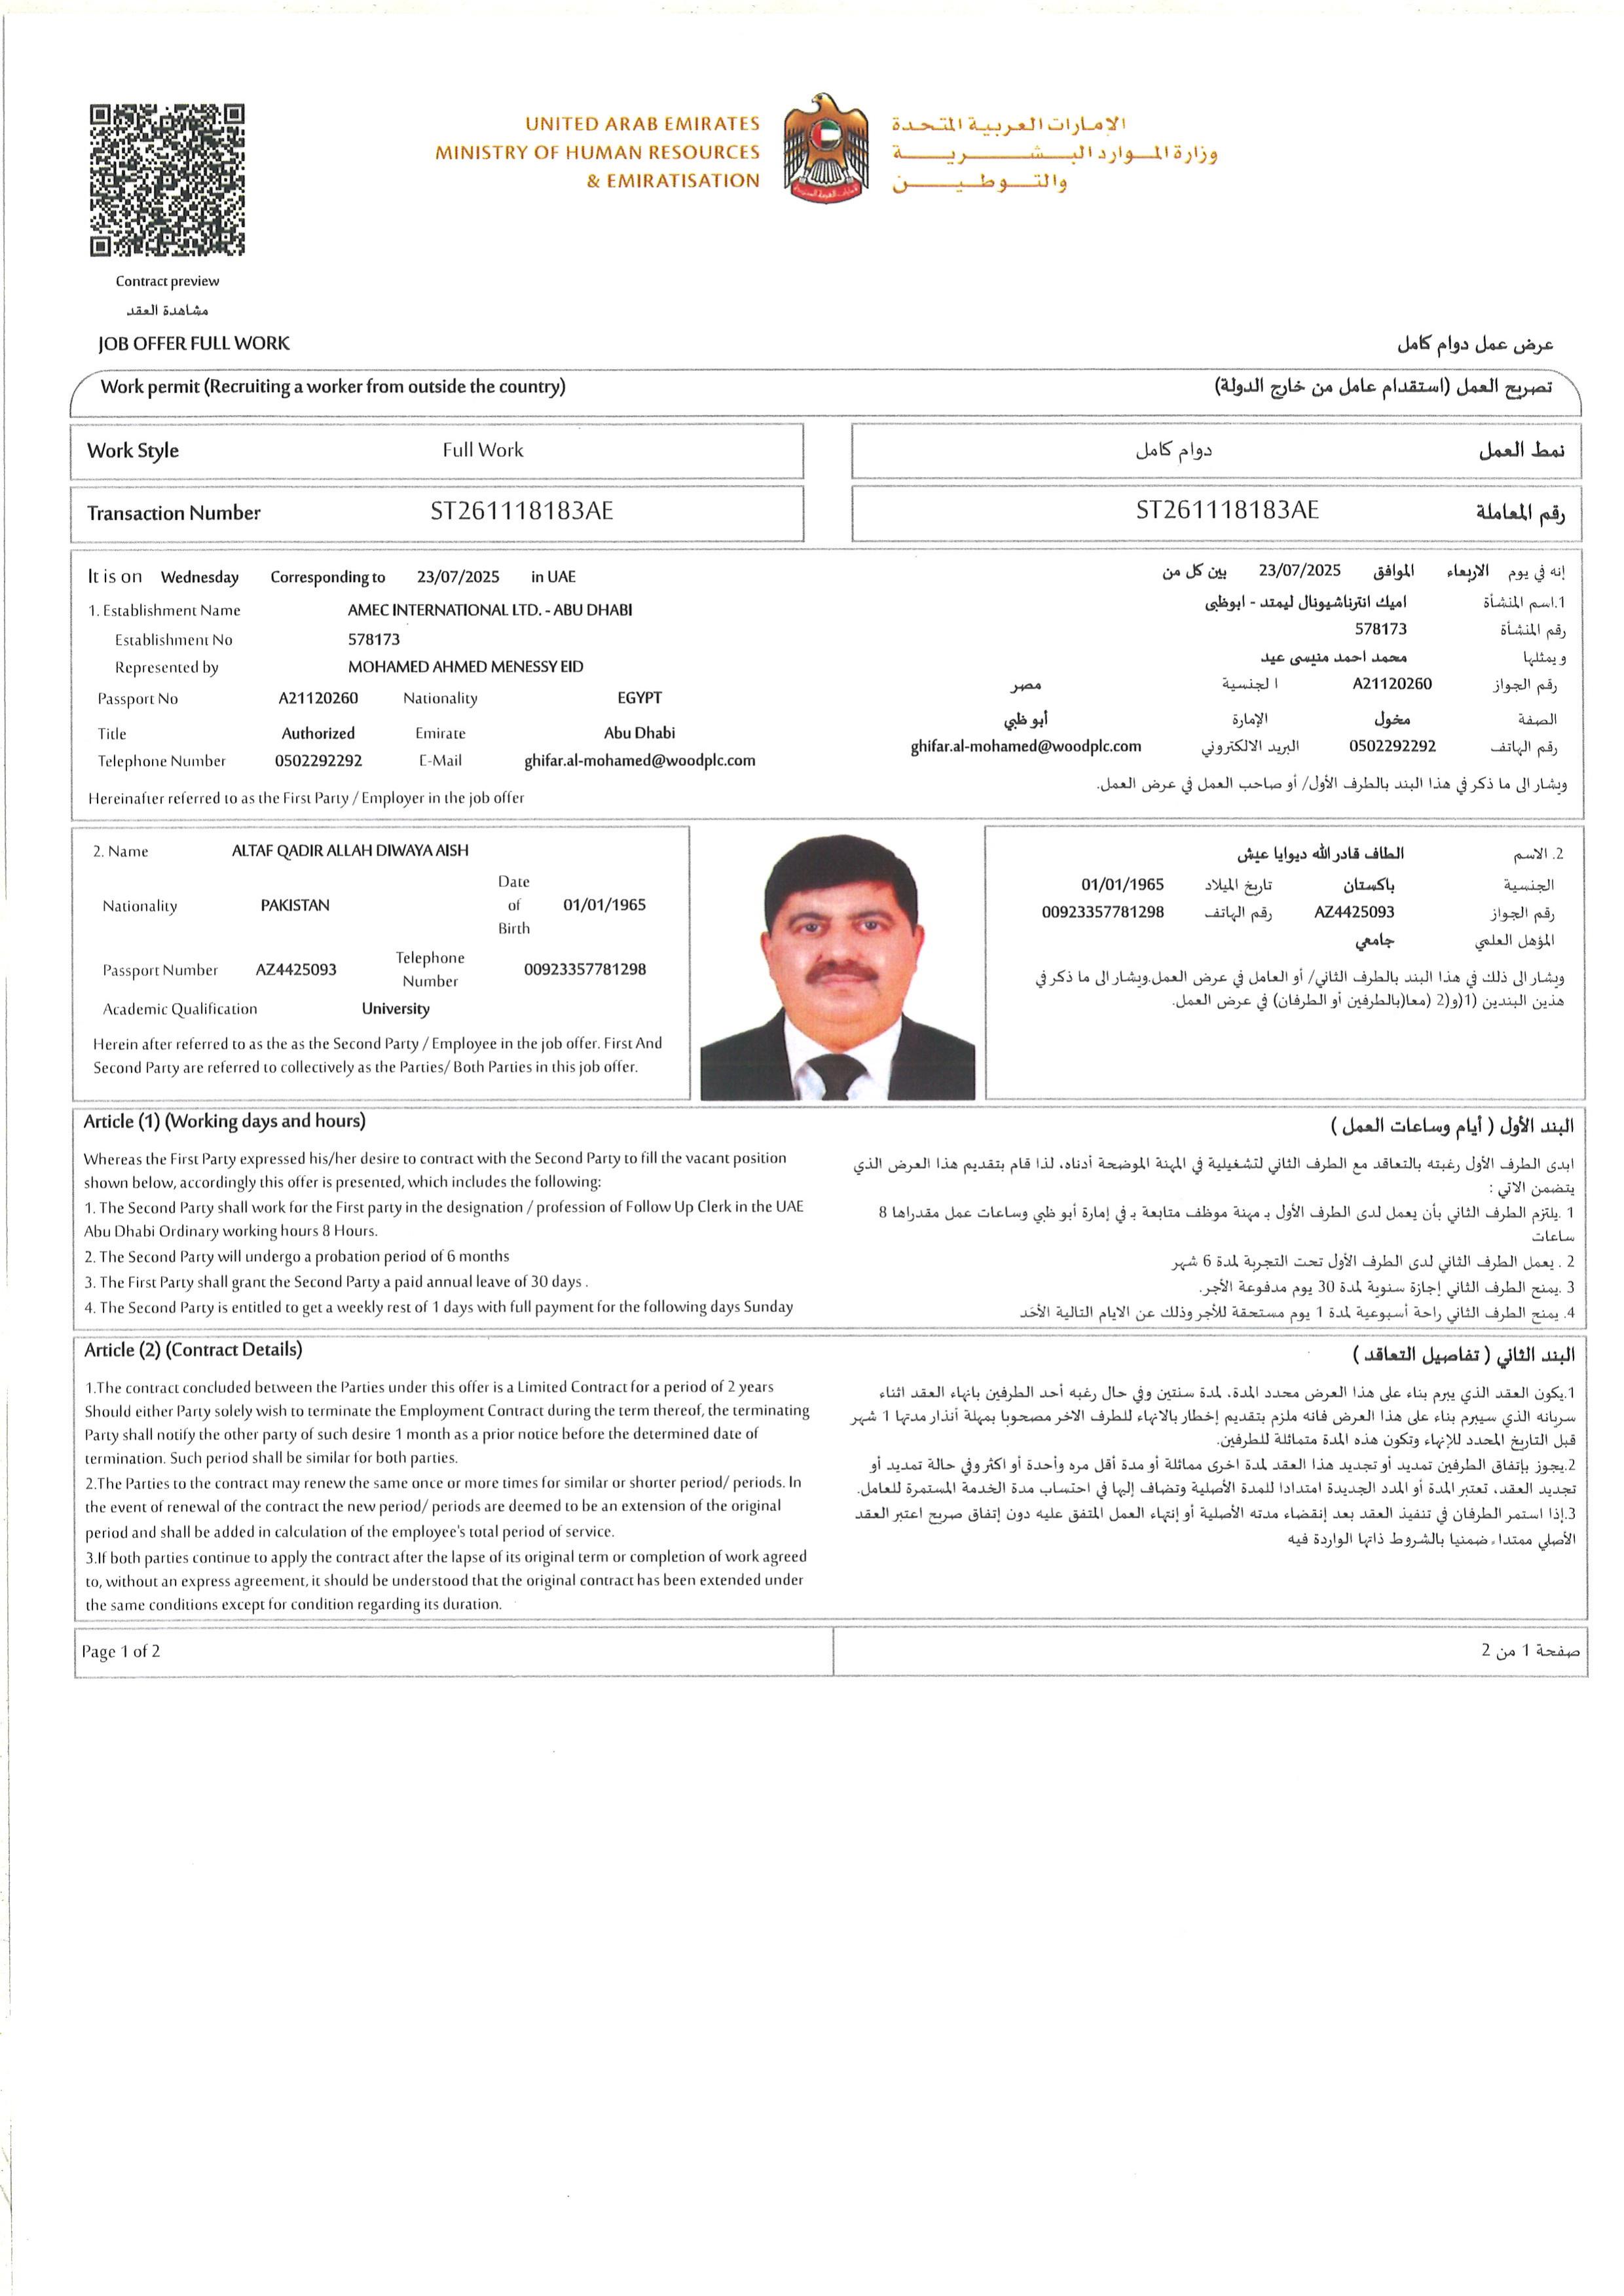 UNITED ARAB EMIRATES
MINISTRY OF HUMAN RESOURCES
& EMIRATISATION
الإمارات العربية المتحدة
وزارة الموارد البشرية
والتوطين
Contract preview
مشاهدة العقد
JOB OFFER FULL WORK
عرض عمل دوام كامل
Work permit (Recruiting a worker from outside the country)
تصريح العمل (استقدام عامل من خارج الدولة)
Work Style Full Work
نمط العمل دوام كامل
Transaction Number ST261118183AE
رقم المعاملة ST261118183AE
It is on Wednesday Corresponding to 23/07/2025 in UAE
1. Establishment Name AMEC INTERNATIONAL LTD. - ABU DHABI
Establishment No 578173
Represented by MOHAMED AHMED MENESSY EID
Passport No A21120260 Nationality EGYPT
Title Authorized Emirate Abu Dhabi
Telephone Number 0502292292 E-Mail ghifar.al-mohamed@woodplc.com
Hereinafter referred to as the First Party / Employer in the job offer
إنه في يوم الاربعاء الموافق 23/07/2025 بين كل من
1.اسم المنشأة اميك انترناشيونال ليمتد - ابوظبى
رقم المنشأة 578173
و يمثلها محمد احمد منيسى عيد
رقم الجواز A21120260 ا لجنسية مصر
الصفة مخول الإمارة أبو ظبي
رقم الهاتف 0502292292 البريد الالكتروني ghifar.al-mohamed@woodplc.com
ويشار الى ما ذكر في هذا البند بالطرف الأول/ أو صاحب العمل في عرض العمل.
2. Name ALTAF QADIR ALLAH DIWAYA AISH
Nationality PAKISTAN Date of Birth 01/01/1965
Passport Number AZ4425093 Telephone Number 00923357781298
Academic Qualification University
Herein after referred to as the as the Second Party / Employee in the job offer. First And
Second Party are referred to collectively as the Parties/ Both Parties in this job offer.
2. الاسم الطاف قادر الله ديوايا عيش
الجنسية باكستان تاريخ الميلاد 01/01/1965
رقم الجواز AZ4425093 رقم الهاتف 00923357781298
المؤهل العلمي جامعي
ويشار الى ذلك في هذا البند بالطرف الثاني/ أو العامل في عرض العمل.ويشار الى ما ذكر في
هذين البندين (1(و(2 (معا(بالطرفين أو الطرفان) في عرض العمل.
Article (1) (Working days and hours)
Whereas the First Party expressed his/her desire to contract with the Second Party to fill the vacant position
shown below, accordingly this offer is presented, which includes the following:
1. The Second Party shall work for the First party in the designation / profession of Follow Up Clerk in the UAE
Abu Dhabi Ordinary working hours 8 Hours.
2. The Second Party will undergo a probation period of 6 months
3. The First Party shall grant the Second Party a paid annual leave of 30 days .
4. The Second Party is entitled to get a weekly rest of 1 days with full payment for the following days Sunday
البند الأول ( أيام وساعات العمل )
ابدى الطرف الأول رغبته بالتعاقد مع الطرف الثاني لتشغيلية في المهنة الموضحة أدناه، لذا قام بتقديم هذا العرض الذي
يتضمن الاتي :
1 .يلتزم الطرف الثاني بأن يعمل لدى الطرف الأول بـ مهنة موظف متابعة بـ في إمارة أبو ظبي وساعات عمل مقدراها 8
ساعات
2 . يعمل الطرف الثاني لدى الطرف الأول تحت التجربة لمدة 6 شهر
3 .يمنح الطرف الثاني إجازة سنوية لمدة 30 يوم مدفوعة الأجر.
4. يمنح الطرف الثاني راحة أسبوعية لمدة 1 يوم مستحقة للأجر وذلك عن الايام التالية الأحد
Article (2) (Contract Details)
1.The contract concluded between the Parties under this offer is a Limited Contract for a period of 2 years
Should either Party solely wish to terminate the Employment Contract during the term thereof, the terminating
Party shall notify the other party of such desire 1 month as a prior notice before the determined date of
termination. Such period shall be similar for both parties.
2.The Parties to the contract may renew the same once or more times for similar or shorter period/ periods. In
the event of renewal of the contract the new period/ periods are deemed to be an extension of the original
period and shall be added in calculation of the employee's total period of service.
3.If both parties continue to apply the contract after the lapse of its original term or completion of work agreed
to, without an express agreement, it should be understood that the original contract has been extended under
the same conditions except for condition regarding its duration.
البند الثاني ( تفاصيل التعاقد )
1.يكون العقد الذي يبرم بناء على هذا العرض محدد المدة، لمدة سنتين وفي حال رغبه أحد الطرفين بانهاء العقد اثناء
سريانه الذي سيبرم بناء على هذا العرض فانه ملزم بتقديم إخطار بالانهاء للطرف الاخر مصحوبا بمهلة أنذار مدتها 1 شهر
قبل التاريخ المحدد للإنهاء وتكون هذه المدة متماثلة للطرفين.
2.يجوز بإتفاق الطرفين تمديد أو تجديد هذا العقد لمدة اخرى مماثلة أو مدة أقل مره وأحدة أو اكثر وفي حالة تمديد أو
تجديد العقد، تعتبر المدة أو المدد الجديدة امتدادا للمدة الأصلية وتضاف إليها في احتساب مدة الخدمة المستمرة للعامل.
3.إذا استمر الطرفان في تنفيذ العقد بعد إنقضاء مدته الأصلية أو إنتهاء العمل المتفق عليه دون إتفاق صريح اعتبر العقد
الأصلي ممتداء ضمنيا بالشروط ذاتها الواردة فيه
Page 1 of 2
صفحة 1 من 2